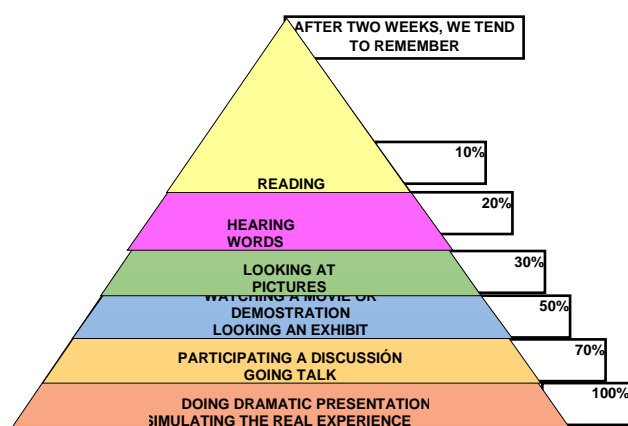 AFTER TWO WEEKS, WE TEND
TO REMEMBER
10%
READING
20%
HEARING
WORDS
30%
LOOKING AT
PICTURES
50%
WATCHING A MOVIE OR
DEMOSTRATION
LOOKING AN EXHIBIT
70%
PARTICIPATING A DISCUSSIÓN
GOING TALK
100%
DOING DRAMATIC PRESENTATION
SIMULATING THE REAL EXPERIENCE